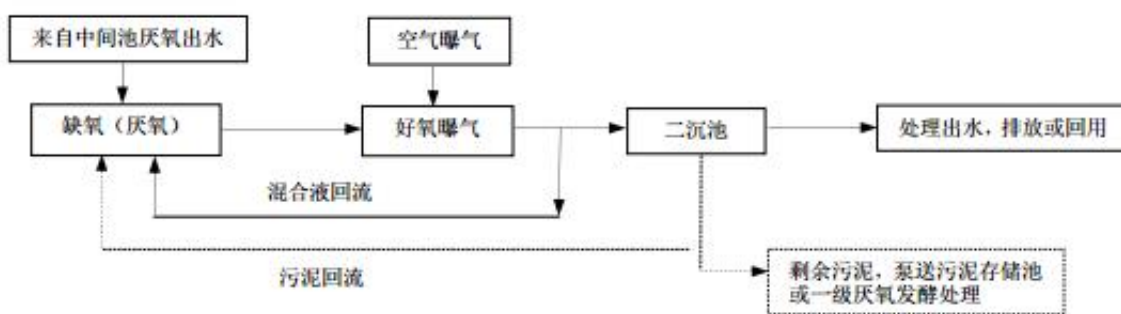 来自中间池厌氧出水
空气曝气
缺氧（厌氧）
好氧曝气
二沉池
处理出水，排放或回用
混合液回流
污泥回流
剩余污泥，泵送污泥存储池
或一级厌氧发酵处理